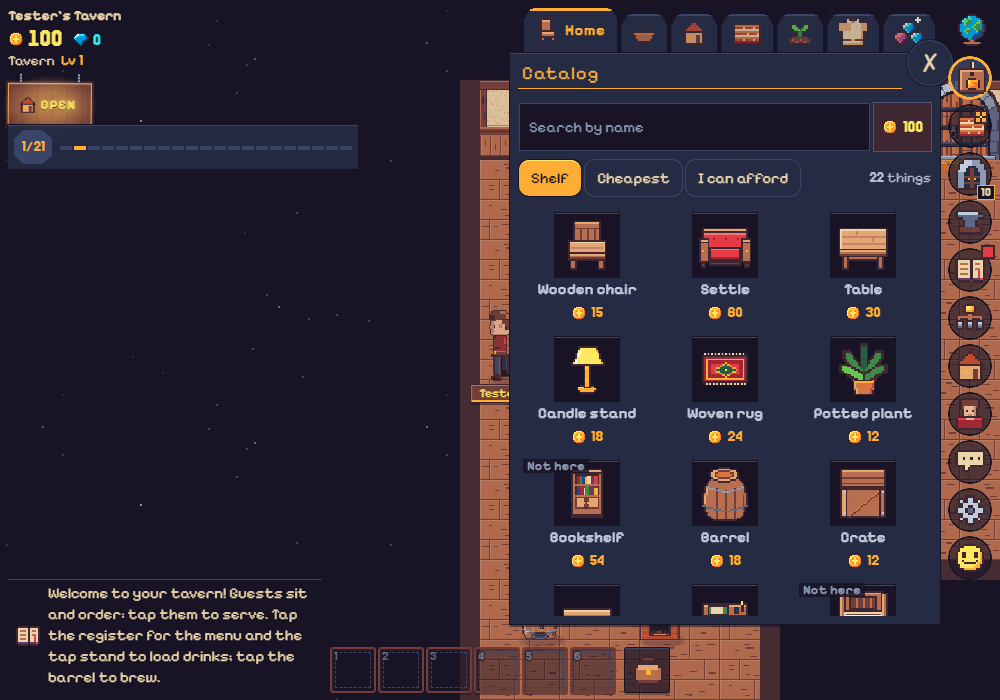 Tester's Tavern
100 0
Tavern Lv 1
OPEN
1/21
Home
Catalog
X
Search by name
100
Shelf
Cheapest
I can afford
22 things
Wooden chair
15
Settle
80
Table
30
Candle stand
18
Woven rug
24
Potted plant
12
Not here
Bookshelf
54
Barrel
18
Crate
12
Not here
10
Teste
Welcome to your tavern! Guests sit
and order: tap them to serve. Tap
the register for the menu and the
tap stand to load drinks; tap the
barrel to brew.
1 2 3 4 5 6